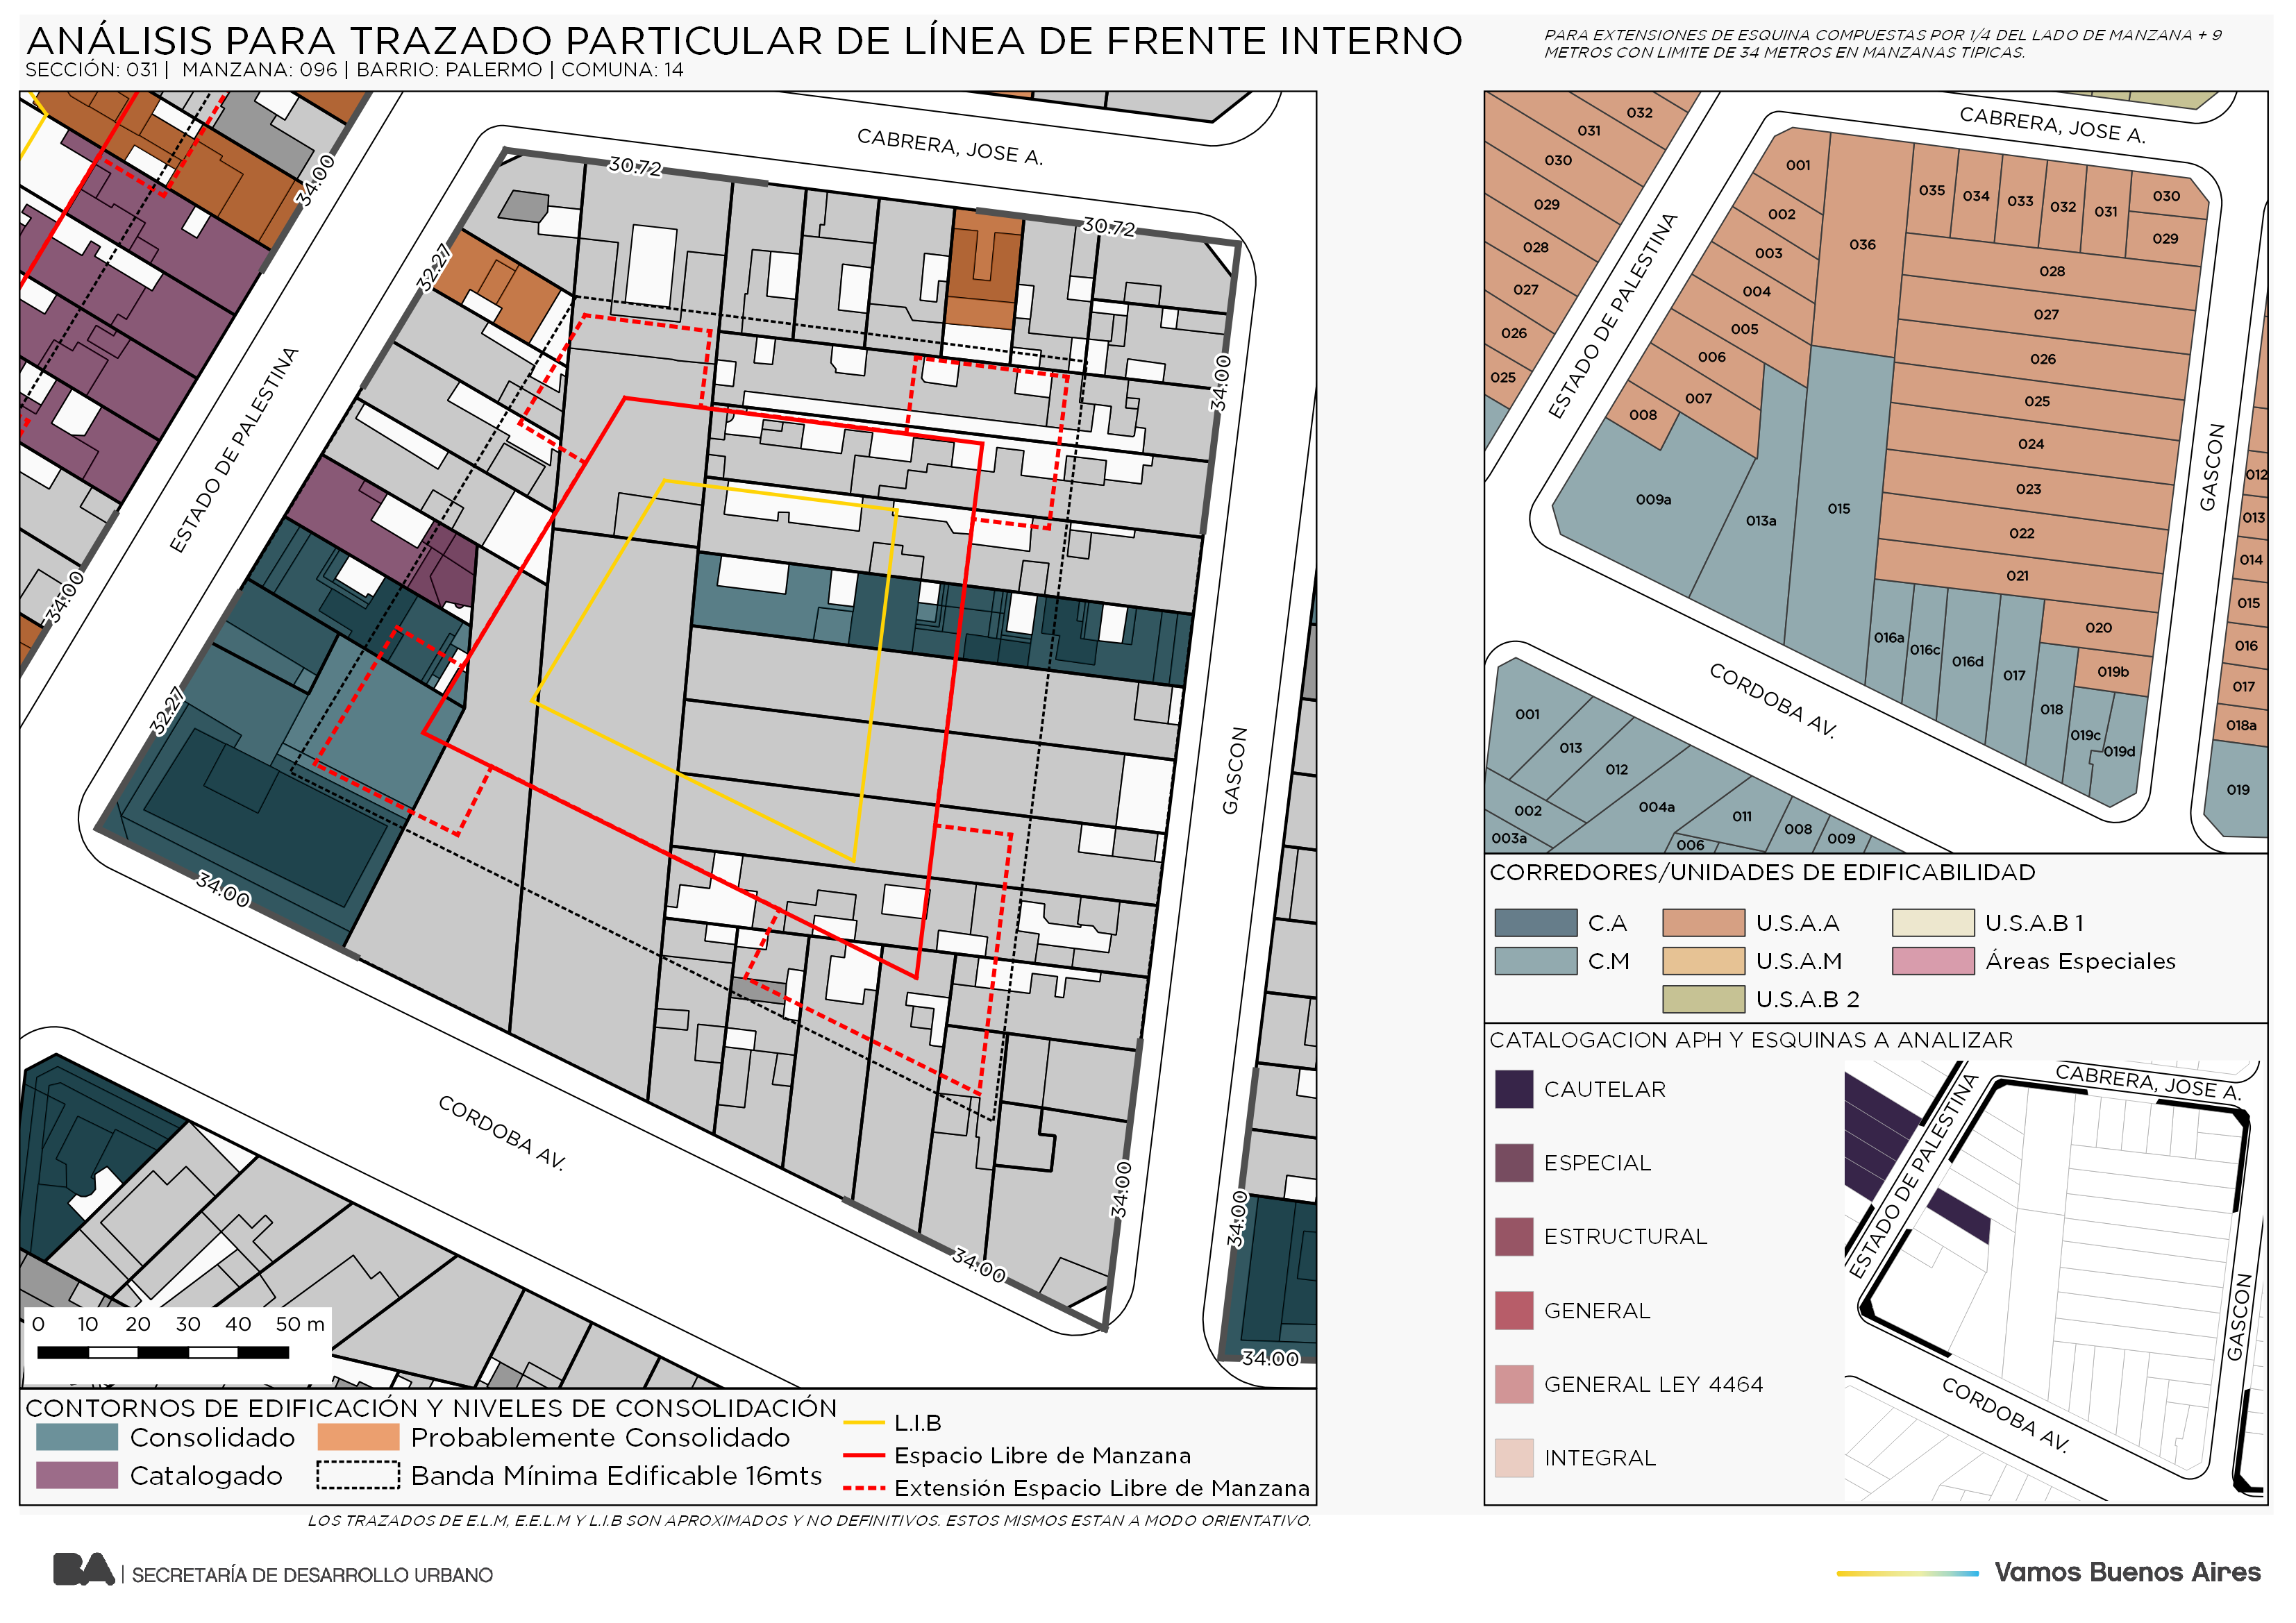 ANÁLISIS PARA TRAZADO PARTICULAR DE LÍNEA DE FRENTE INTERNO
SECCIÓN: 031 | MANZANA: 096 | BARRIO: PALERMO | COMUNA: 14
PARA EXTENSIONES DE ESQUINA COMPUESTAS POR 1/4 DEL LADO DE MANZANA + 9
METROS CON LIMITE DE 34 METROS EN MANZANAS TIPICAS.
CABRERA, JOSE A.
30.72
30.72
34.00
32.27
ESTADO DE PALESTINA
34.00
34.00
32.27
GASCON
34.00
CORDOBA AV.
34.00
34.00
34.00
34.00
0 10 20 30 40 50 m
CONTORNOS DE EDIFICACIÓN Y NIVELES DE CONSOLIDACIÓN
Consolidado
Probablemente Consolidado
Catalogado
Banda Mínima Edificable 16mts
L.I.B
Espacio Libre de Manzana
Extensión Espacio Libre de Manzana
LOS TRAZADOS DE E.L.M, E.E.L.M Y L.I.B SON APROXIMADOS Y NO DEFINITIVOS. ESTOS MISMOS ESTAN A MODO ORIENTATIVO.
CABRERA, JOSE A.
ESTADO DE PALESTINA
GASCON
CORDOBA AV.
032
031
030
029
028
027
026
025
001
002
003
004
005
006
007
008
009a
013a
015
036
035
034
033
032
031
030
029
028
027
026
025
024
023
022
021
020
019b
016a
016c
016d
017
018
019c
019d
012
013
014
015
016
017
018a
019
001
013
012
002
003a
004a
011
006
008
009
CORREDORES/UNIDADES DE EDIFICABILIDAD
C.A
U.S.A.A
U.S.A.B 1
C.M
U.S.A.M
Áreas Especiales
U.S.A.B 2
CATALOGACION APH Y ESQUINAS A ANALIZAR
CAUTELAR
ESPECIAL
ESTRUCTURAL
GENERAL
GENERAL LEY 4464
INTEGRAL
CABRERA, JOSE A.
ESTADO DE PALESTINA
GASCON
CORDOBA AV.
BA | SECRETARÍA DE DESARROLLO URBANO
Vamos Buenos Aires